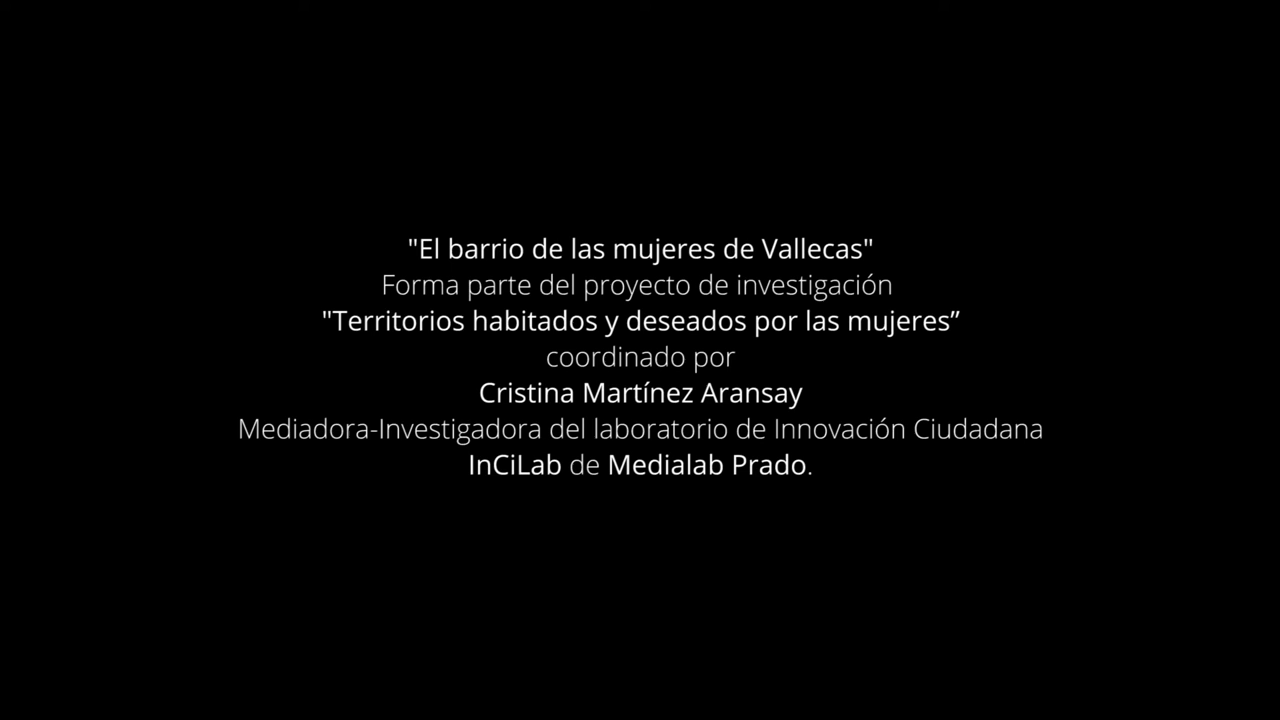 "El barrio de las mujeres de Vallecas"
Forma parte del proyecto de investigación
"Territorios habitados y deseados por las mujeres”
coordinado por
Cristina Martínez Aransay
Mediadora-Investigadora del laboratorio de Innovación Ciudadana
InCiLab de Medialab Prado.